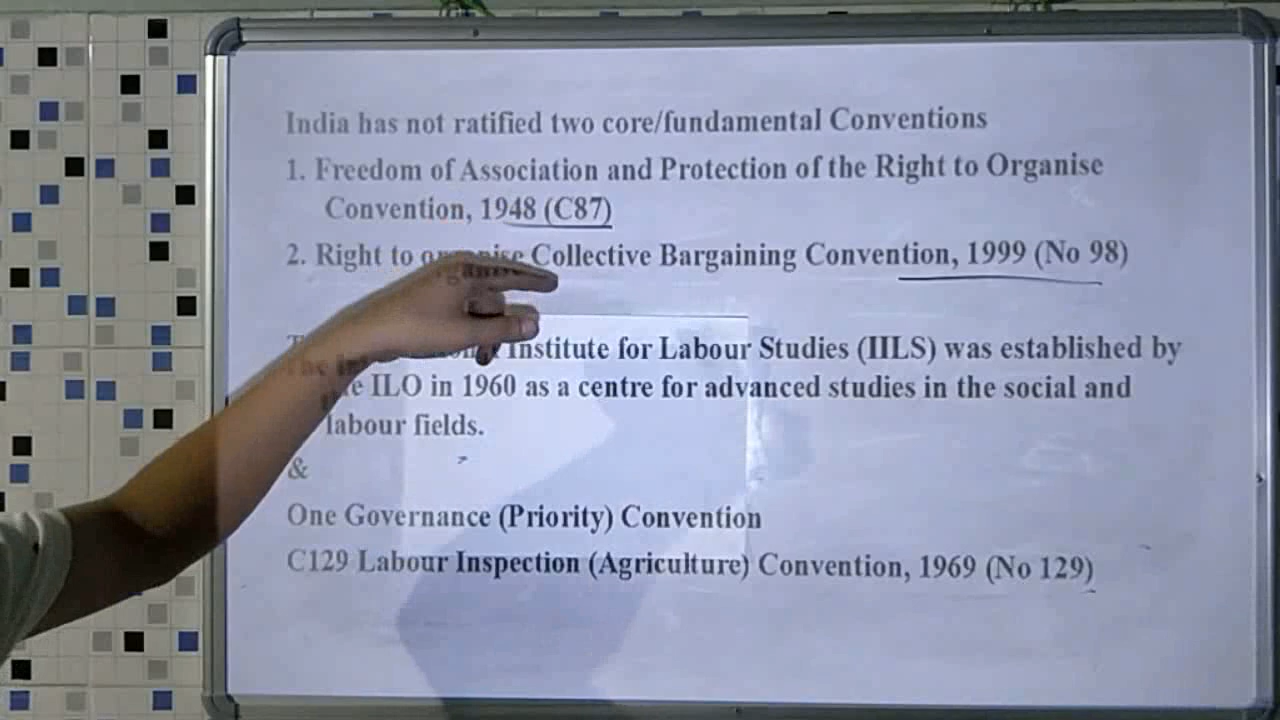 India has not ratified two core/fundamental Conventions
1. Freedom of Association and Protection of the Right to Organise
Convention, 1948 (C87)
2. Right to organise Collective Bargaining Convention, 1999 (No 98)
Institute for Labour Studies (IILS) was established by
ILO in 1960 as a centre for advanced studies in the social and
labour fields.
&
One Governance (Priority) Convention
C129 Labour Inspection (Agriculture) Convention, 1969 (No 129)